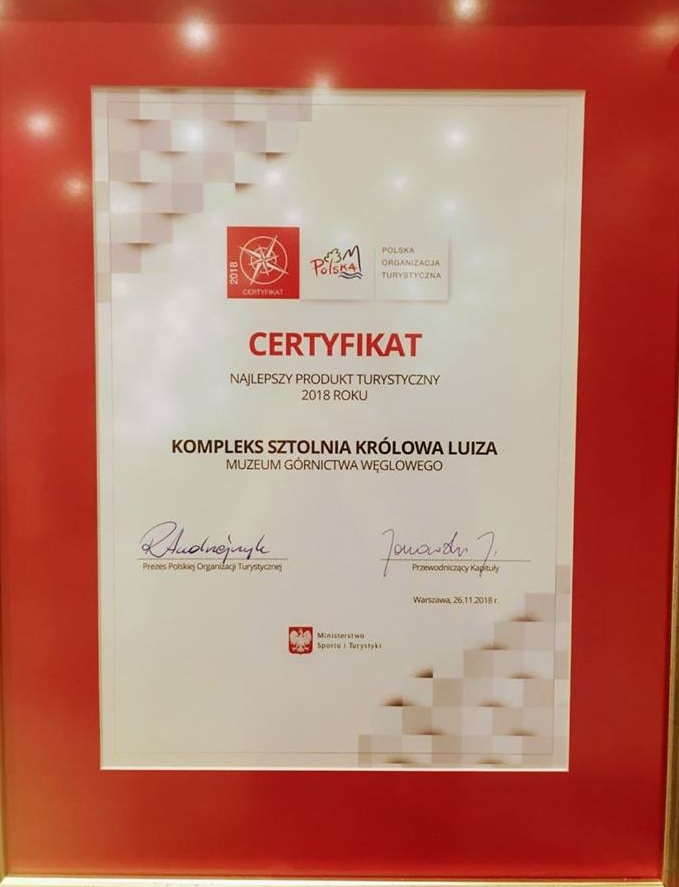 2018
CERTYFIKAT
POLSKA
POLSKA
ORGANIZACJA
TURYSTYCZNA
CERTYFIKAT
NAJLEPSZY PRODUKT TURYSTYCZNY
2018 ROKU
KOMPLEKS SZTOLNIA KRÓLOWA LUIZA
MUZEUM GÓRNICTWA WĘGLOWEGO
Prezes Polskiej Organizacji Turystycznej
Przewodniczący Kapituły
Warszawa, 26.11.2018 r.
Ministerstwo
Sportu i Turystyki